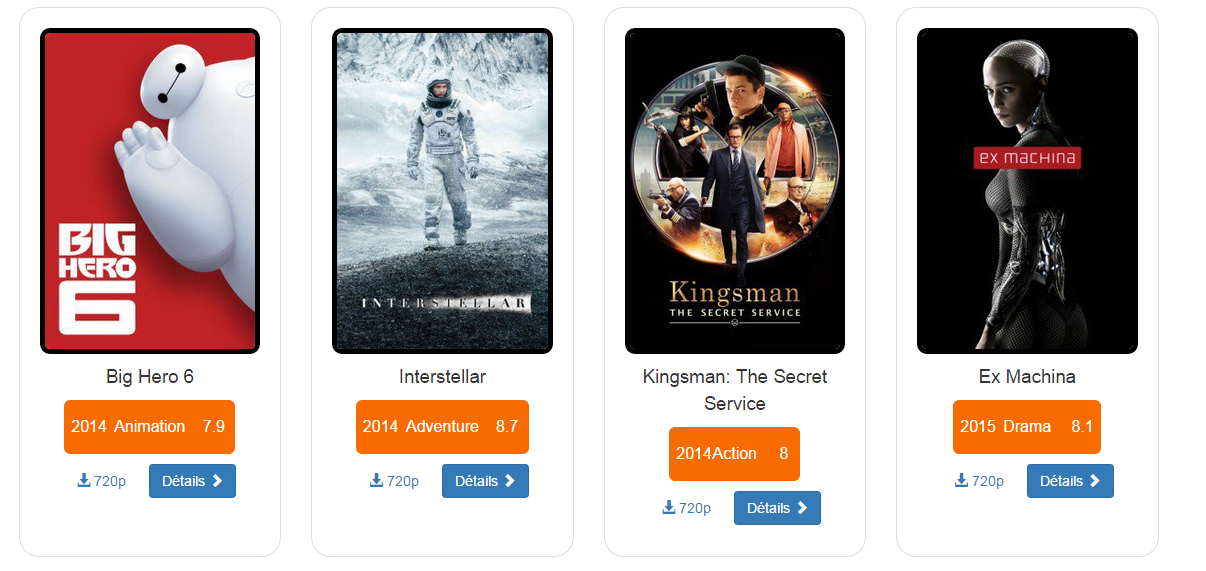 BIG
HERO
6
Big Hero 6
2014 Animation 7.9
720p Détails
INTERSTELLAR
Interstellar
2014 Adventure 8.7
720p Détails
Kingsman
THE SECRET SERVICE
Kingsman: The Secret
Service
2014Action 8
720p Détails
ex machina
Ex Machina
2015 Drama 8.1
720p Détails